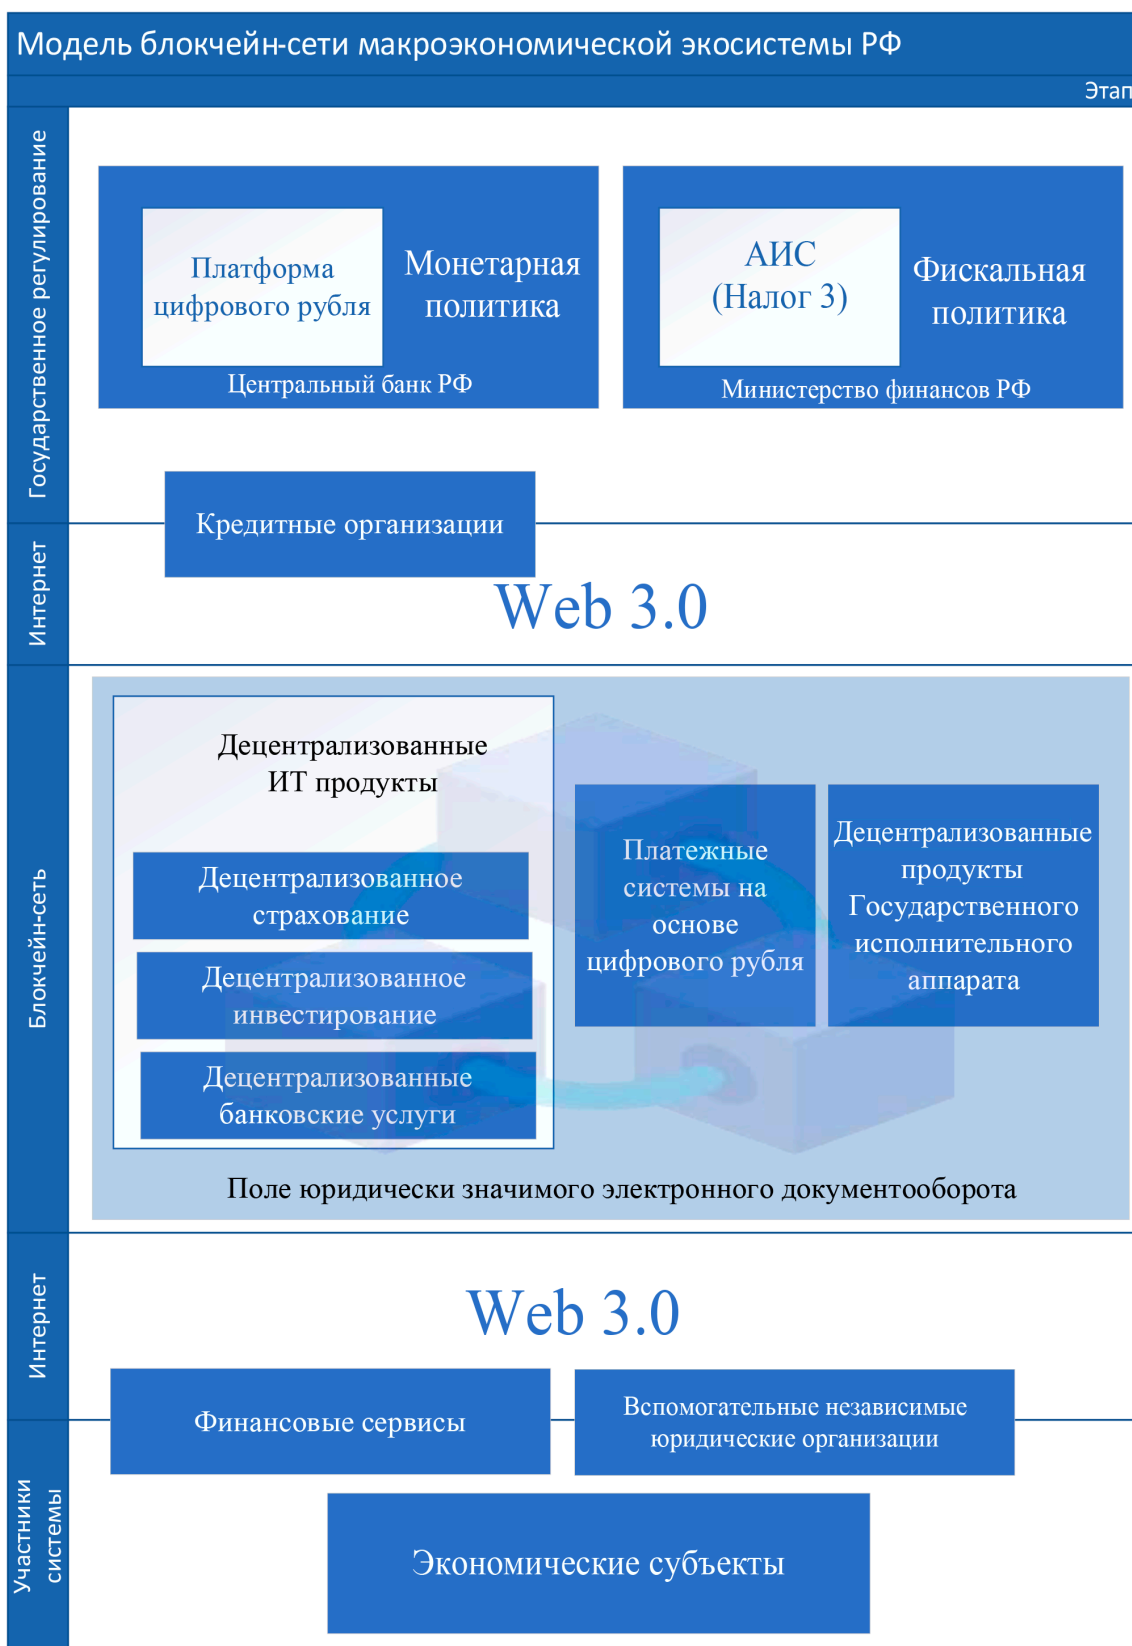 Модель блокчейн-сети макроэкономической экосистемы РФ
Этап
Государственное регулирование
Платформа
цифрового рубля
Монетарная
политика
Центральный банк РФ
АИС
(Налог 3)
Фискальная
политика
Министерство финансов РФ
Кредитные организации
Интернет
Web 3.0
Блокчейн-сеть
Децентрализованные
ИТ продукты
Децентрализованное
страхование
Децентрализованное
инвестирование
Децентрализованные
банковские услуги
Платежные
системы на
основе
цифрового рубля
Децентрализованные
продукты
Государственного
исполнительного
аппарата
Поле юридически значимого электронного документооборота
Интернет
Web 3.0
Финансовые сервисы
Вспомогательные независимые
юридические организации
Участники
системы
Экономические субъекты